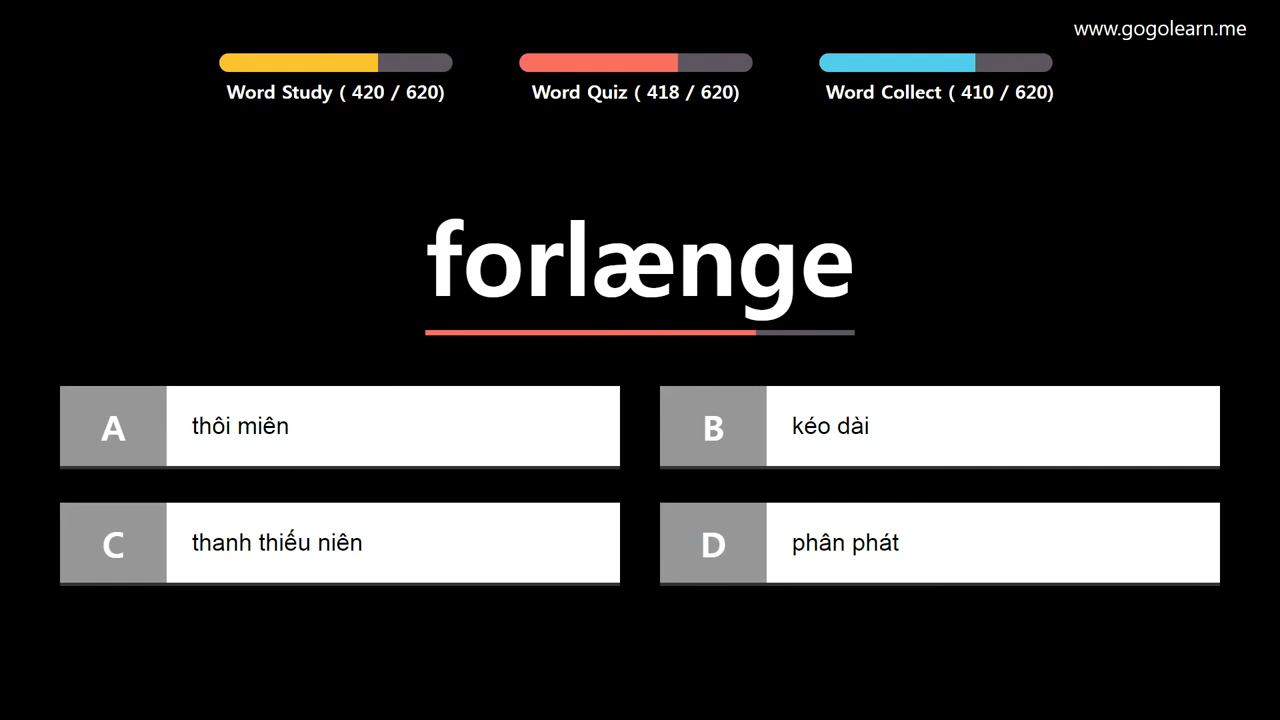 www.gogolearn.me
Word Study ( 420 / 620)
Word Quiz ( 418 / 620)
Word Collect ( 410 / 620)
forlænge
A
thôi miên
B
kéo dài
C
thanh thiếu niên
D
phân phát